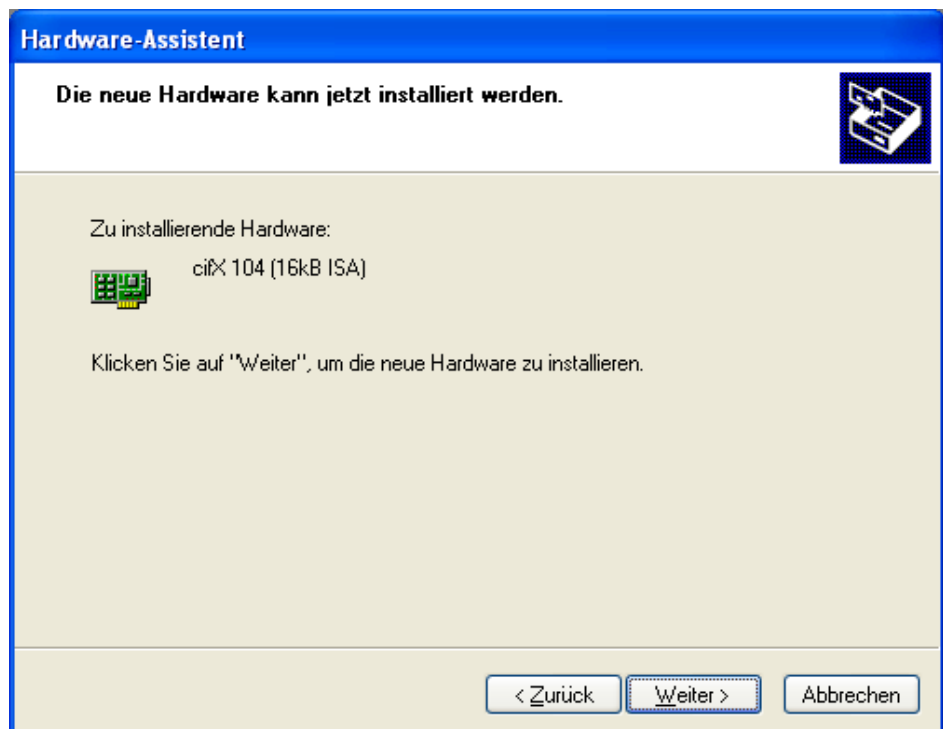 Hardware-Assistent
Die neue Hardware kann jetzt installiert werden.
Zu installierende Hardware:
cifX 104 (16kB ISA)
Klicken Sie auf "Weiter", um die neue Hardware zu installieren.
< Zurück Weiter > Abbrechen